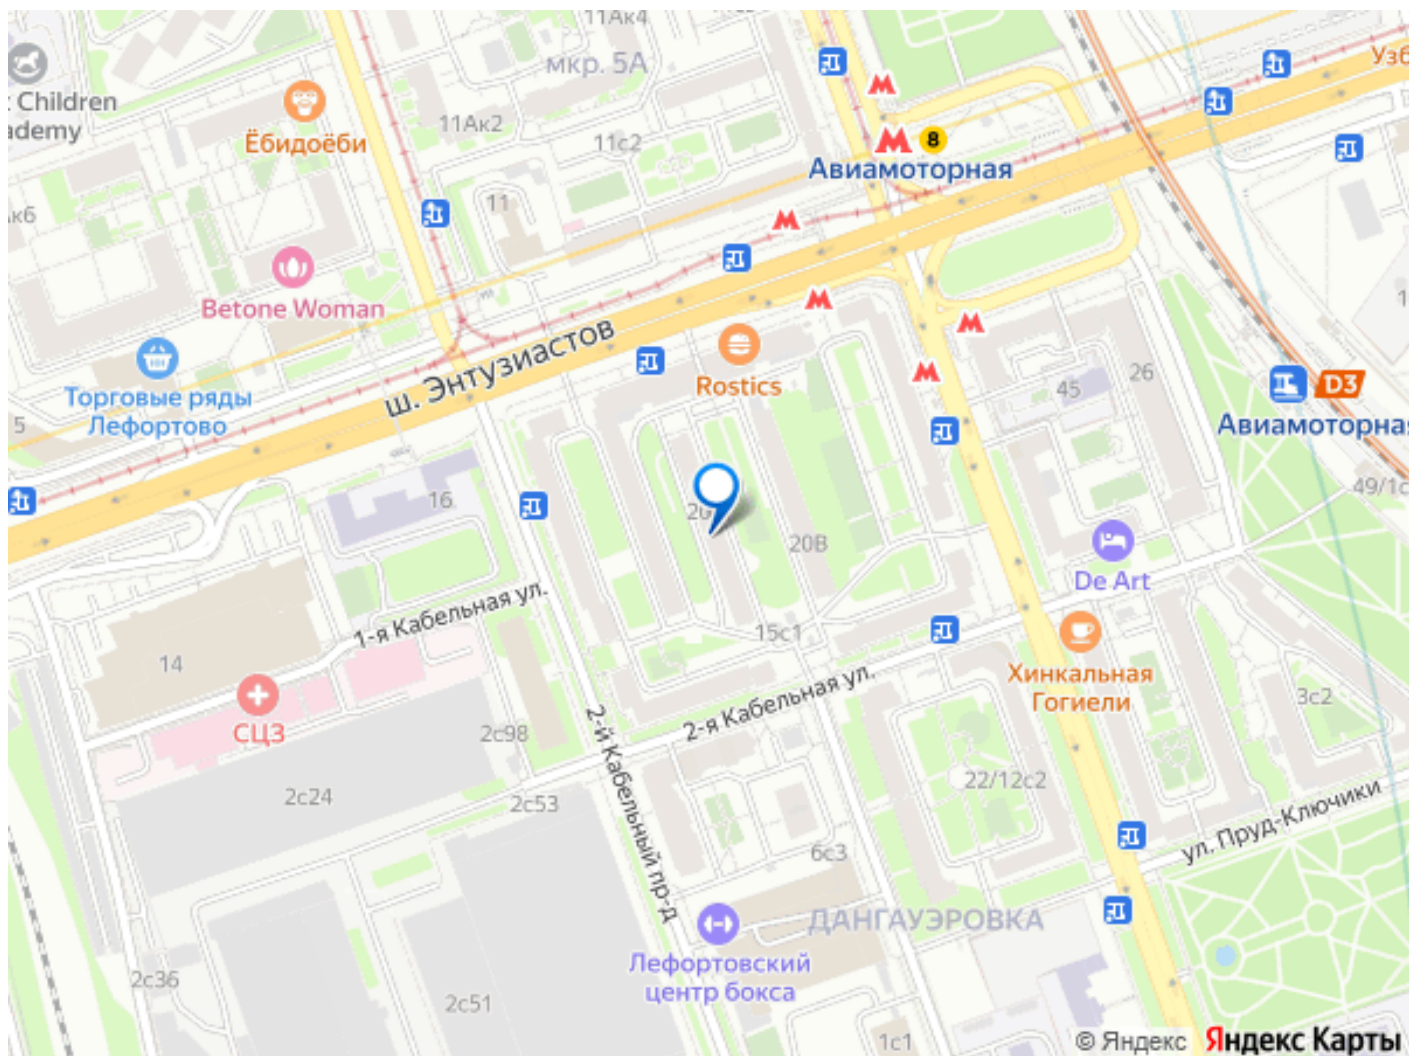 11Ак4
мкр. 5А
Узб
Children
ademy
11Ак2
Ёбидоёби
11с2
8
Авиамоторная
11
Betone Woman
ш. Энтузиастов
Торговые ряды
Лефортово
5
Rostics
45
26
D3
Авиамоторная
16
49/1с
20В
De Art
1-я Кабельная ул.
15с1
14
Хинкальная
Гогиели
3с2
СЦЗ
2с98
2-я Кабельная ул.
2-й Кабельный пр-д
22/12с2
2с24
2с53
ул. Пруд-Ключики
6с3
ДАНГАУЭРОВКА
Лефортовский
центр бокса
2с36
2с51
1с1
© Яндекс Яндекс Карты